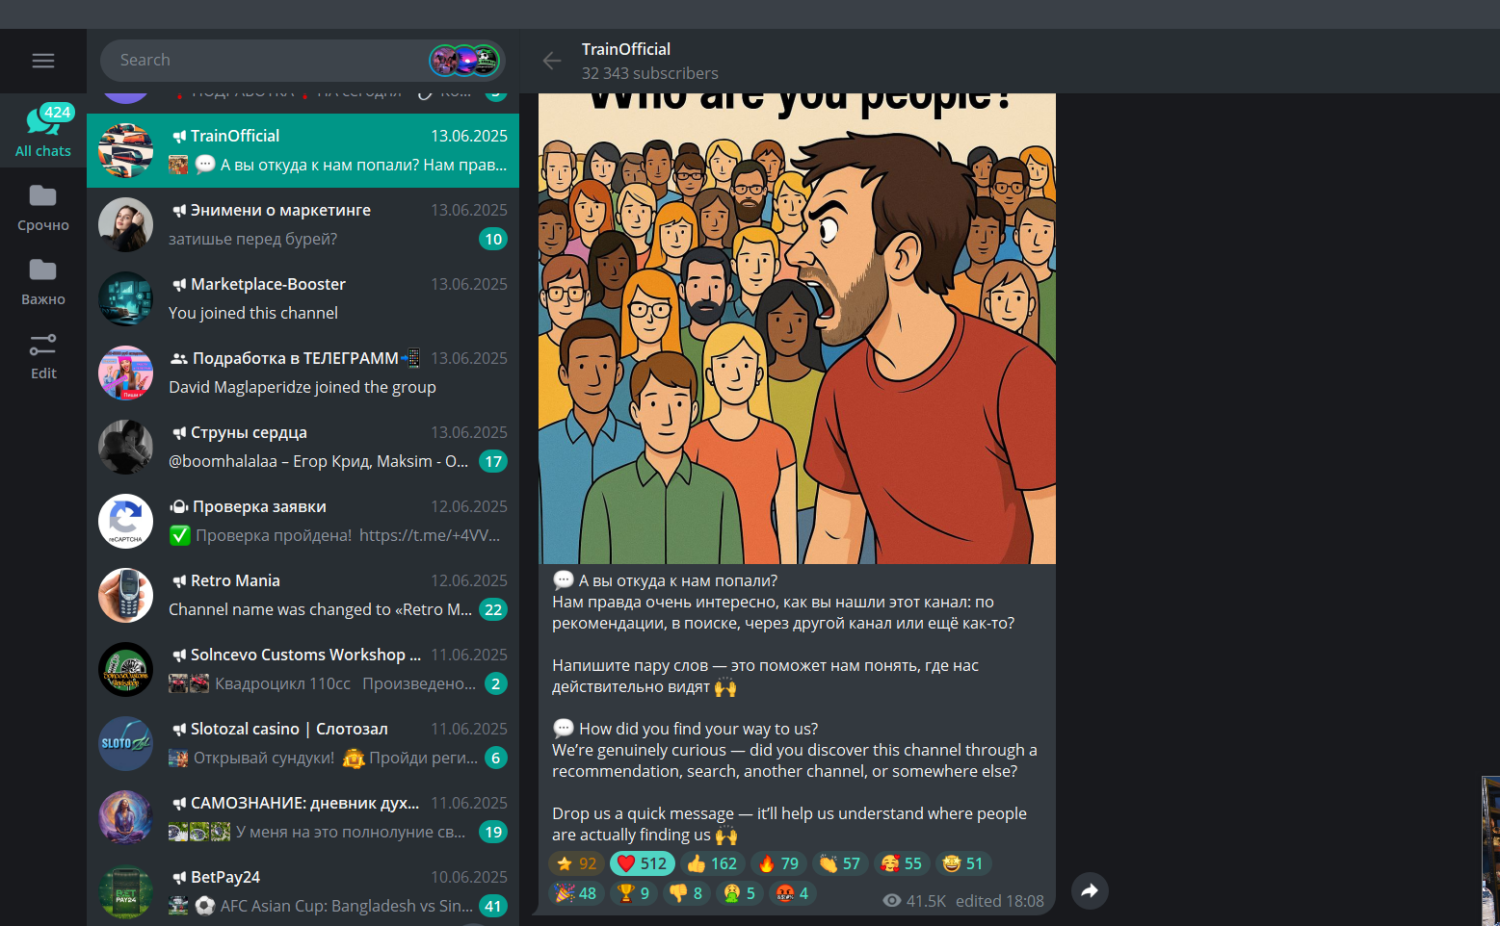 Search
TrainOfficial
32 343 subscribers
424
All chats
Срочно
Важно
Edit
TrainOfficial 13.06.2025
А вы откуда к нам попали? Нам прав...
Энимени о маркетинге 13.06.2025
затишье перед бурей? 10
Marketplace-Booster 13.06.2025
You joined this channel
Подработка в ТЕЛЕГРАММ 13.06.2025
David Maglaperidze joined the group
Струны сердца 13.06.2025
@boomhalalaa – Егор Крид, Maksim - О... 17
reCAPTCHA
Проверка заявки 12.06.2025
Проверка пройдена! https://t.me/+4VV...
Retro Mania 12.06.2025
Channel name was changed to «Retro M... 22
Solncevo Customs Workshop ... 11.06.2025
Квадроцикл 110сс Произведено... 2
SLOTO
Slotozal casino | Слотозал 11.06.2025
Открывай сундуки! Пройди реги... 6
САМОЗНАНИЕ: дневник дух... 11.06.2025
У меня на это полнолуние св... 19
BET
PAY24
BetPay24 10.06.2025
AFC Asian Cup: Bangladesh vs Sin... 41
Who are you people?
А вы откуда к нам попали?
Нам правда очень интересно, как вы нашли этот канал: по
рекомендации, в поиске, через другой канал или ещё как-то?
Напишите пару слов — это поможет нам понять, где нас
действительно видят
How did you find your way to us?
We’re genuinely curious — did you discover this channel through a
recommendation, search, another channel, or somewhere else?
Drop us a quick message — it’ll help us understand where people
are actually finding us
92 512 162 79 57 55 51
48 9 8 5 4
41.5K edited 18:08